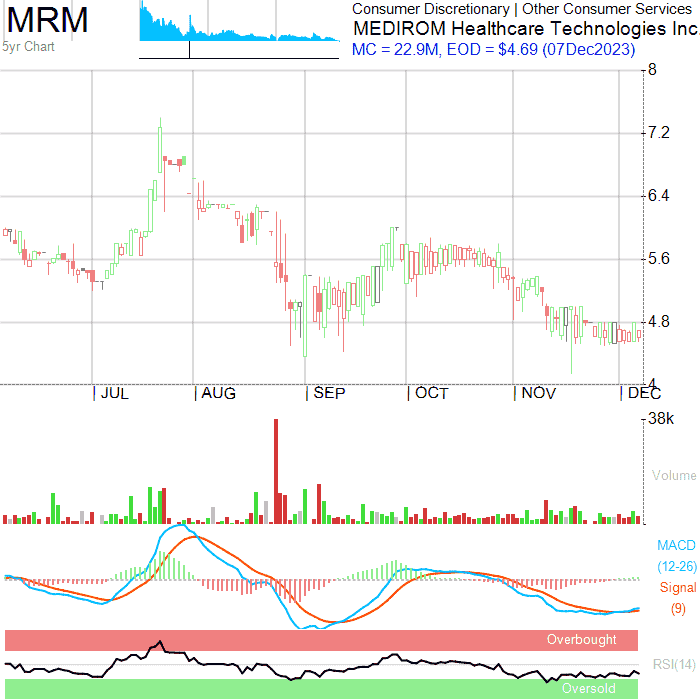 MRM
5yr Chart
Consumer Discretionary | Other Consumer Services
MEDIROM Healthcare Technologies Inc.
MC = 22.9M, EOD = $4.69 (07Dec2023)
8
7.2
6.4
5.6
4.8
4
JUL AUG SEP OCT NOV DEC
38k
Volume
MACD
(12-26)
Signal
(9)
Overbought
RSI(14)
Oversold